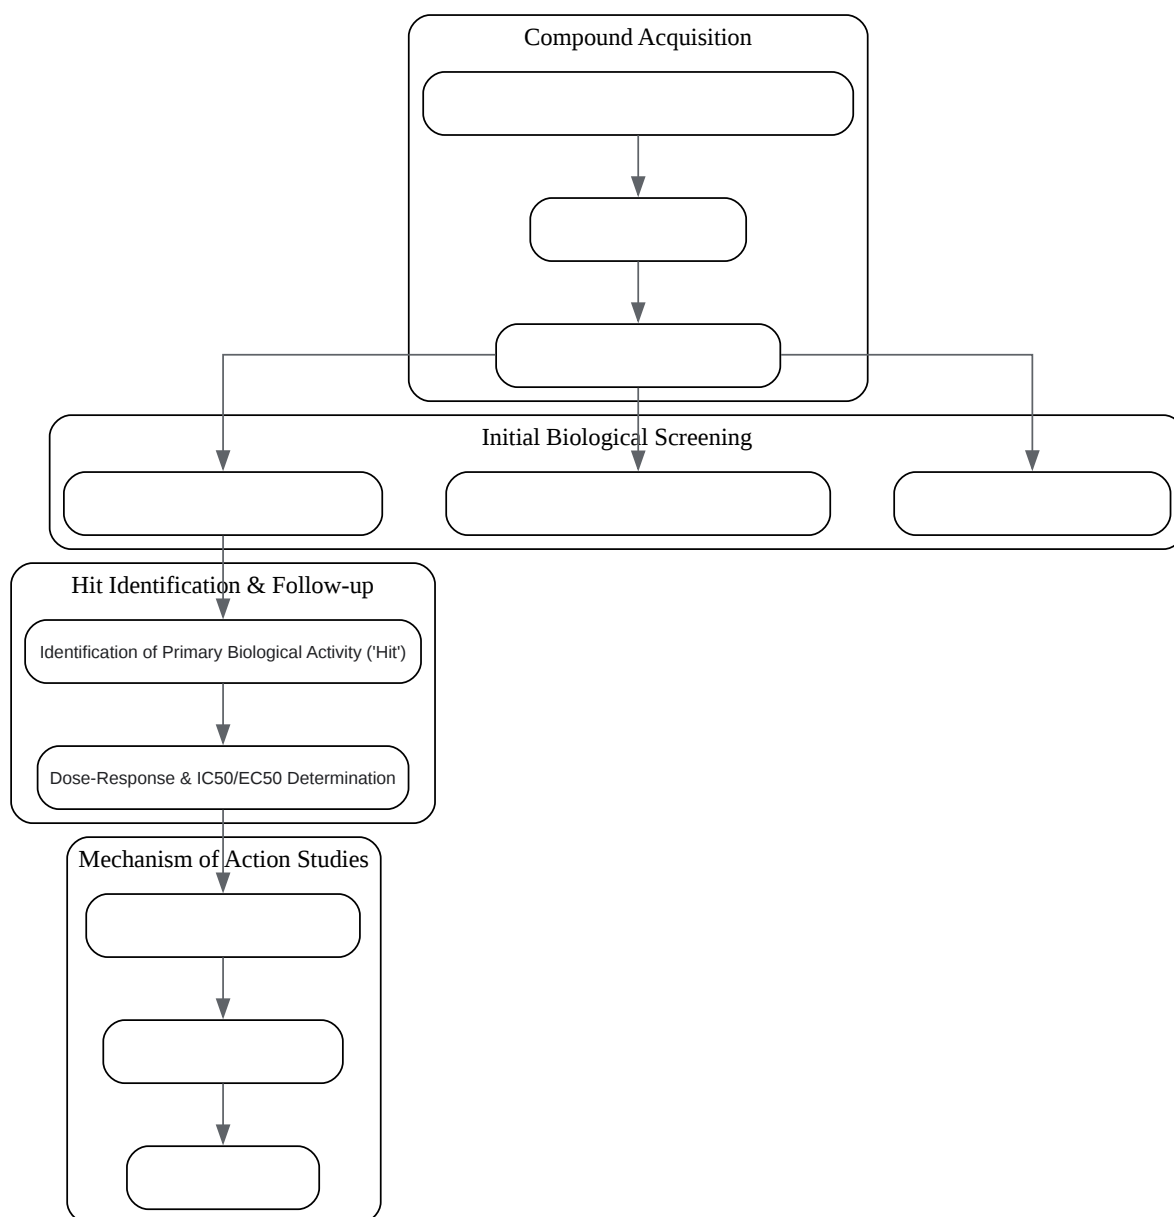 Compound Acquisition
Initial Biological Screening
Hit Identification & Follow-up
Identification of Primary Biological Activity ('Hit')
Dose-Response & IC50/EC50 Determination
Mechanism of Action Studies